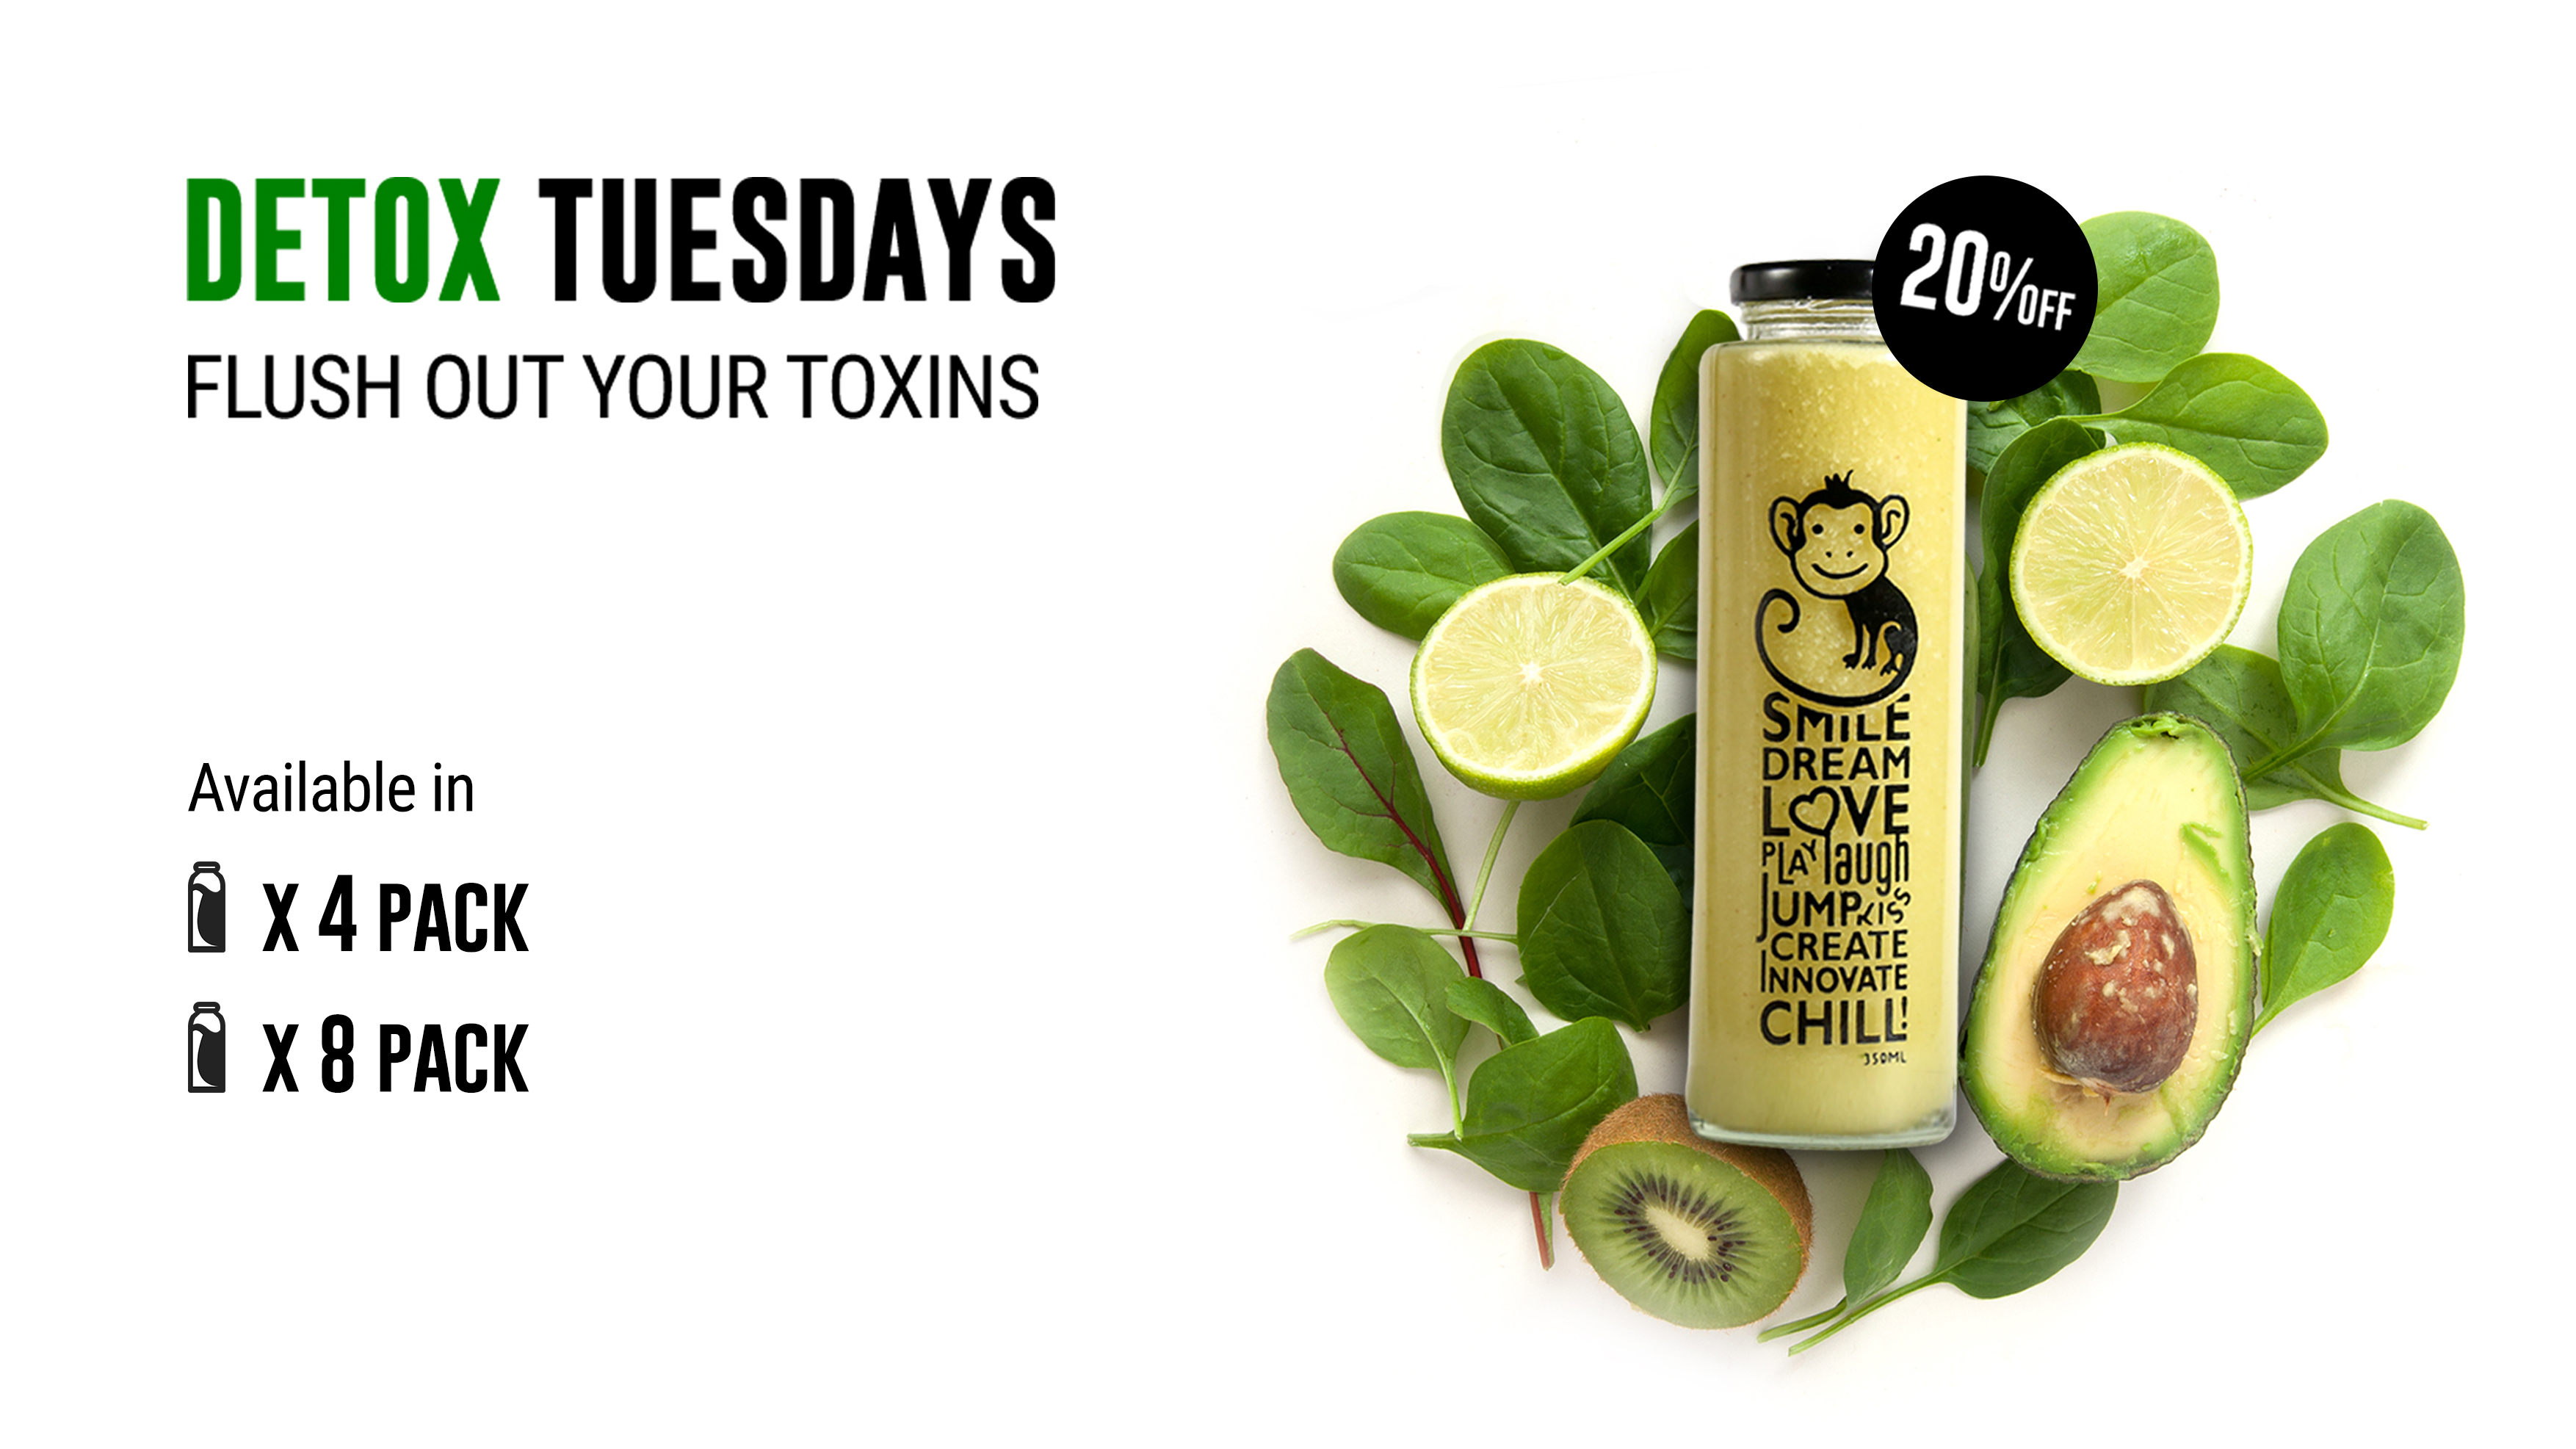 DETOX TUESDAYS
FLUSH OUT YOUR TOXINS
Available in
X 4 PACK
X 8 PACK
20% OFF
SMILE
DREAM
LOVE
PLAY laugh
JUMP KISS
CREATE
INNOVATE
CHILL!
350ML